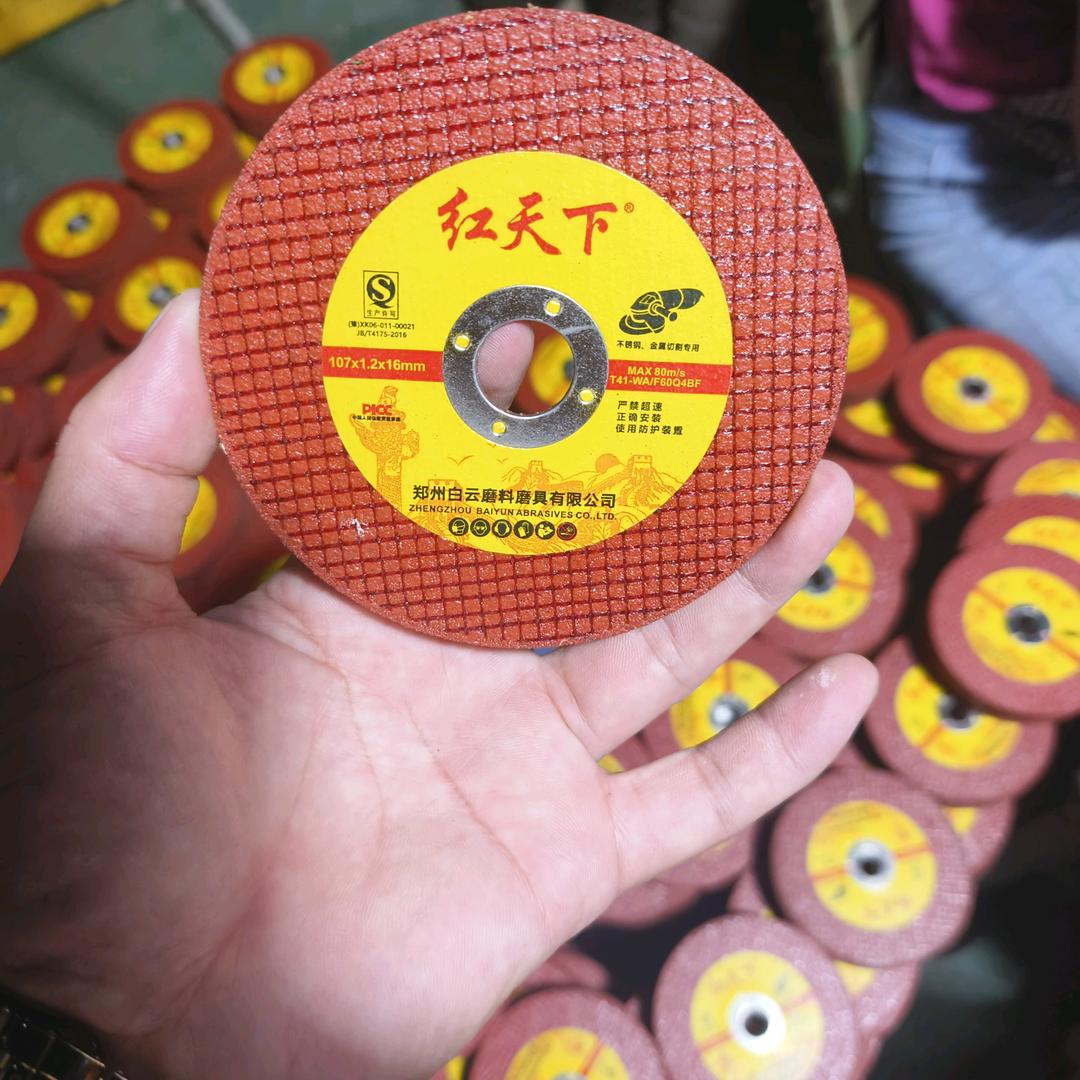 红天下®
生产许可
(豫)XK06-011-00021
JB/T4175-2016
不锈钢、金属切割专用
107x1.2x16mm
MAX 80m/s
T41-WA/F60Q4BF
PICC
严禁超速
正确安装
使用防护装置
郑州白云磨料磨具有限公司
ZHENGZHOU BAIYUN ABRASIVES CO.,LTD.